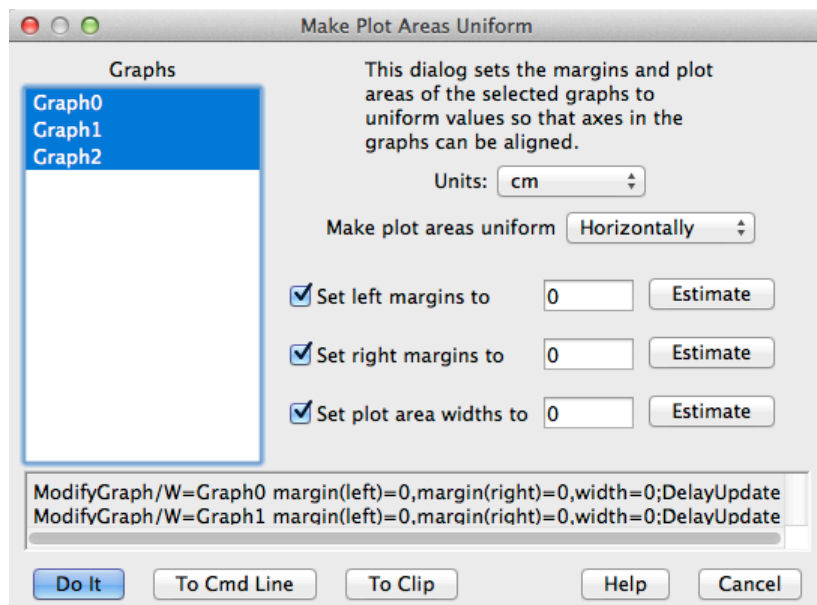 Make Plot Areas Uniform
Graphs
Graph0
Graph1
Graph2
This dialog sets the margins and plot
areas of the selected graphs to
uniform values so that axes in the
graphs can be aligned.
Units: cm
Make plot areas uniform Horizontally
Set left margins to 0 Estimate
Set right margins to 0 Estimate
Set plot area widths to 0 Estimate
ModifyGraph/W=Graph0 margin(left)=0,margin(right)=0,width=0;DelayUpdate
ModifyGraph/W=Graph1 margin(left)=0,margin(right)=0,width=0;DelayUpdate
Do It To Cmd Line To Clip Help Cancel